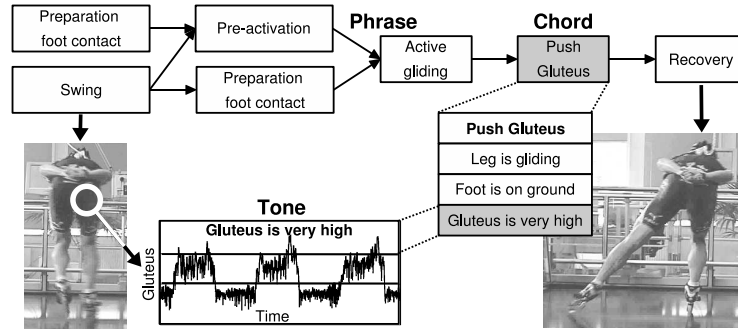 Preparation
foot contact
Pre-activation
Phrase
Chord
Swing
Preparation
foot contact
Active
gliding
Push
Gluteus
Recovery
Push Gluteus
Leg is gliding
Foot is on ground
Gluteus is very high
Tone
Gluteus is very high
Gluteus
Time